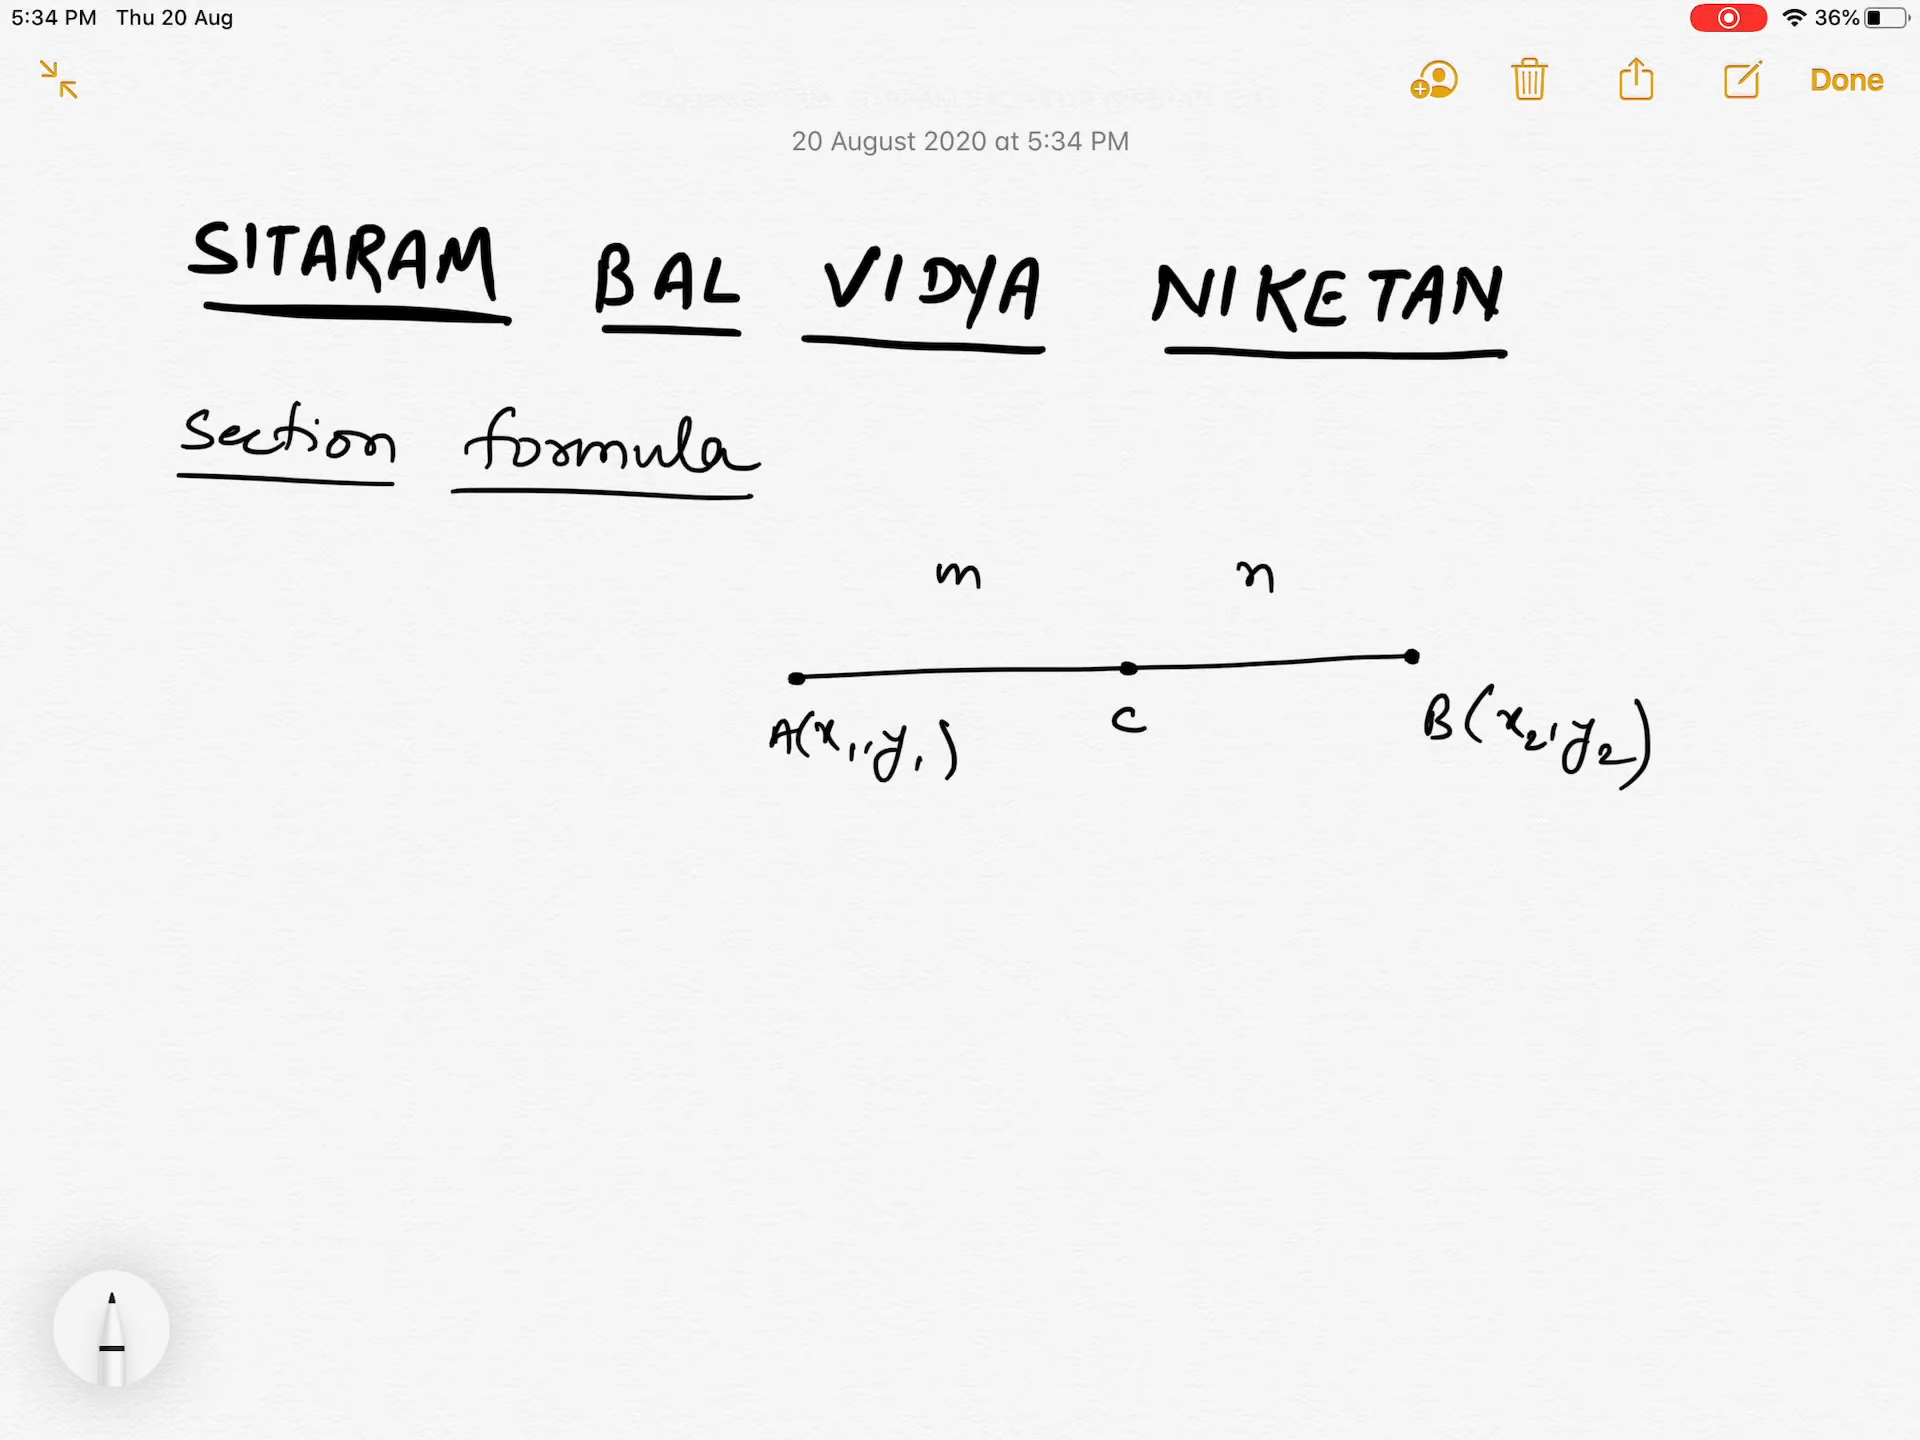 5:34 PM Thu 20 Aug 36%
Done
20 August 2020 at 5:34 PM
SITARAM BAL VIDYA NIKETAN
Section formula
m n
A(x₁, y₁) C B(x₂, y₂)